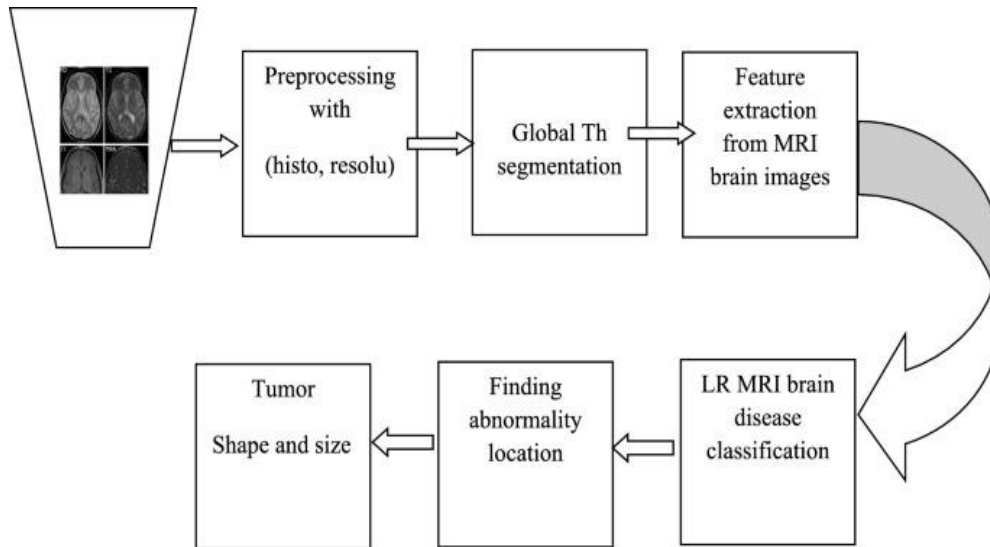 Preprocessing
with
(histo, resolu)
Global Th
segmentation
Feature
extraction
from MRI
brain images
LR MRI brain
disease
classification
Finding
abnormality
location
Tumor
Shape and size